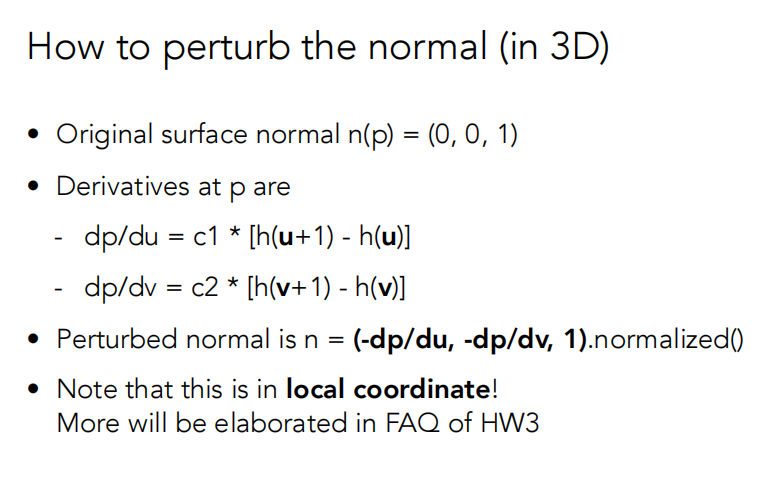 How to perturb the normal (in 3D)
• Original surface normal n(p) = (0, 0, 1)
• Derivatives at p are
- dp/du = c1 * [h(u+1) - h(u)]
- dp/dv = c2 * [h(v+1) - h(v)]
• Perturbed normal is n = (-dp/du, -dp/dv, 1).normalized()
• Note that this is in local coordinate!
More will be elaborated in FAQ of HW3